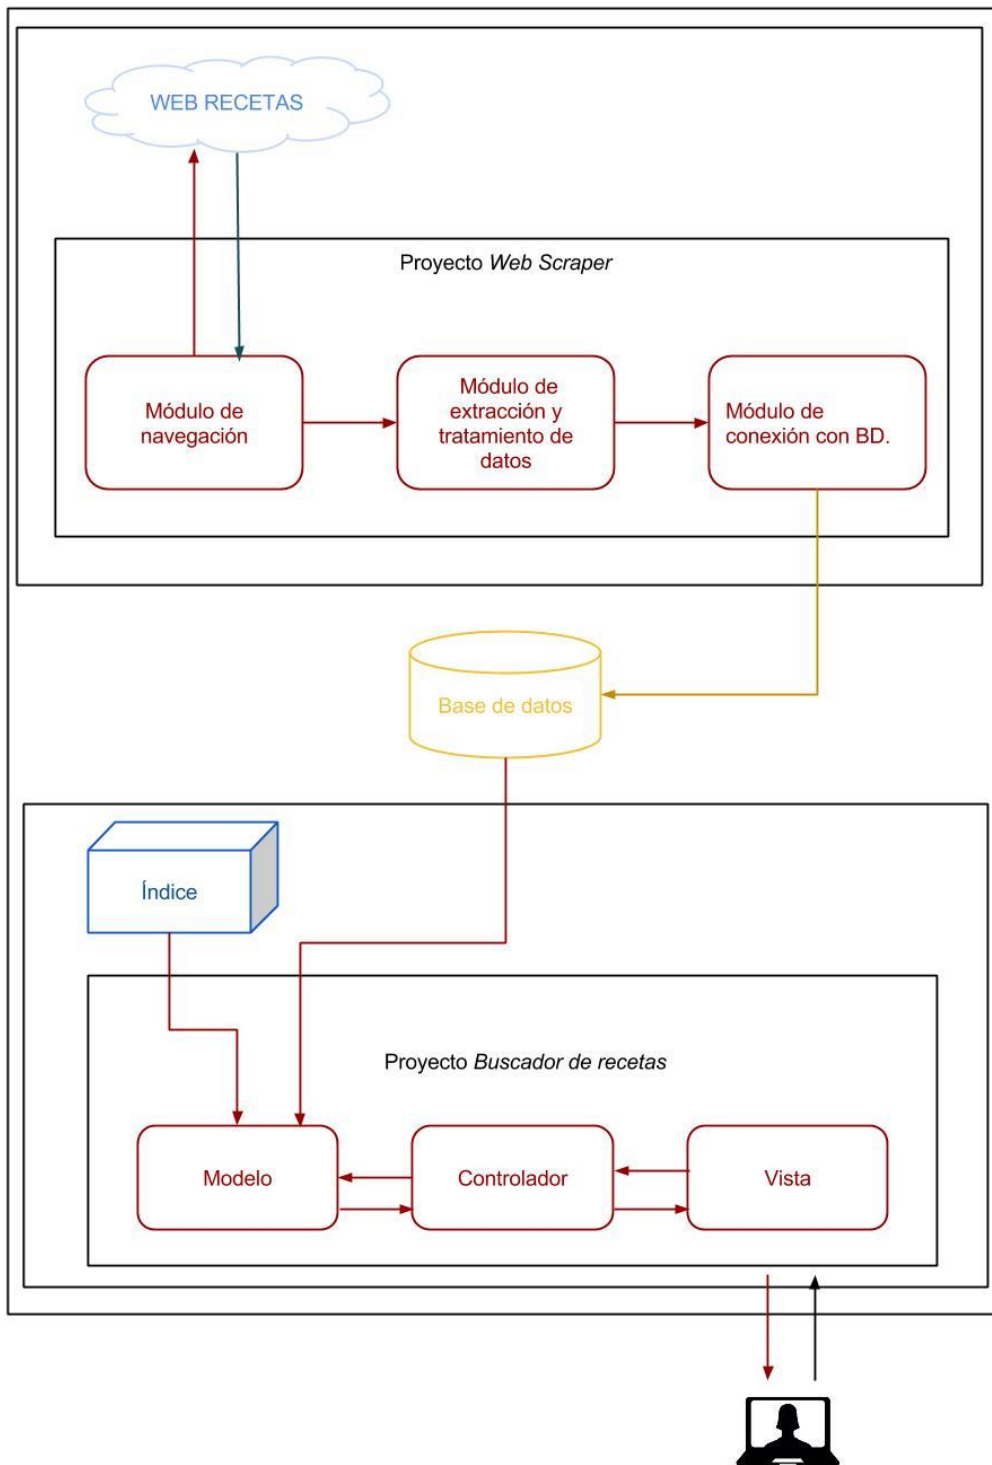 WEB RECETAS
Proyecto Web Scraper
Módulo de
navegación
Módulo de
extracción y
tratamiento de
datos
Módulo de
conexión con BD.
Base de datos
Índice
Proyecto Buscador de recetas
Modelo
Controlador
Vista